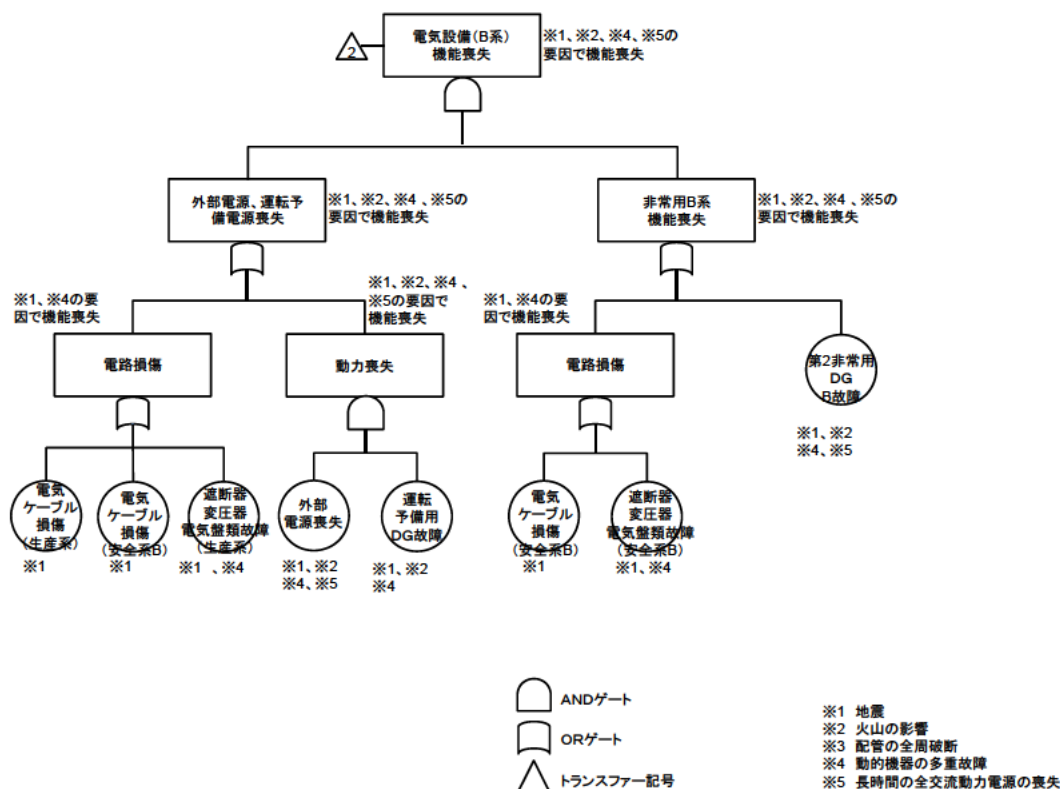 電気設備(B系)
機能喪失
※1、※2、※4、※5の
要因で機能喪失
2
外部電源、運転予
備電源喪失
※1、※2、※4 、※5の
要因で機能喪失
非常用B系
機能喪失
※1、※2、※4 、※5の
要因で機能喪失
※1、※4の要
因で機能喪失
※1、※2、※4 、
※5の要因で
機能喪失
※1、※4の要
因で機能喪失
電路損傷
動力喪失
電路損傷
第2非常用
DG
B故障
※1、※2
※4、※5
電気
ケーブル
損傷
(生産系)
※1
電気
ケーブル
損傷
(安全系B)
※1
遮断器
変圧器
電気盤類故障
(生産系)
※1 、※4
外部
電源喪失
※1、※2
※4、※5
運転
予備用
DG故障
※1、※2
※4
電気
ケーブル
損傷
(安全系B)
※1
遮断器
変圧器
電気盤類故障
(安全系B)
※1、※4
ANDゲート
ORゲート
トランスファー記号
※1 地震
※2 火山の影響
※3 配管の全周破断
※4 動的機器の多重故障
※5 長時間の全交流動力電源の喪失